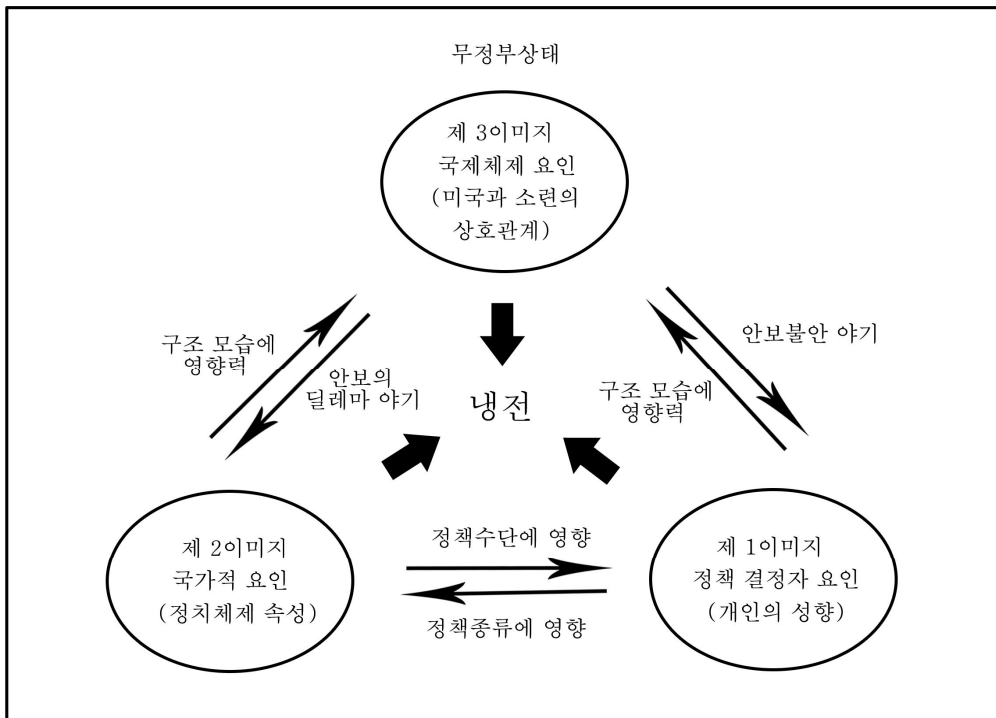 무정부상태
제 3이미지
국제체제 요인
(미국과 소련의
상호관계)
구조 모습에
영향력
안보의
딜레마 야기
냉전
구조 모습에
영향력
안보불안 야기
제 2이미지
국가적 요인
(정치체제 속성)
정책수단에 영향
정책종류에 영향
제 1이미지
정책 결정자 요인
(개인의 성향)